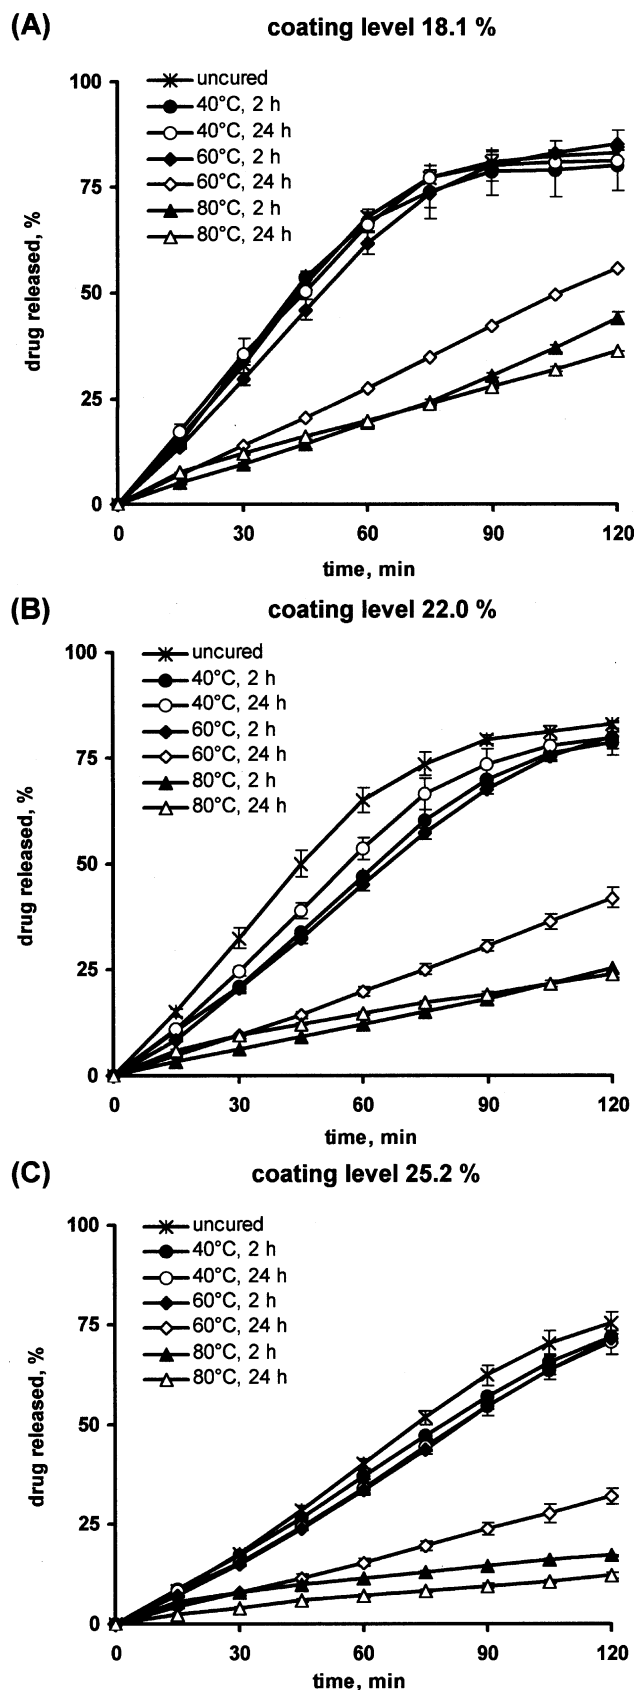 (A) coating level 18.1 %
100
75
50
25
0
drug released, %
uncured
40°C, 2 h
40°C, 24 h
60°C, 2 h
60°C, 24 h
80°C, 2 h
80°C, 24 h
0 30 60 90 120
time, min
(B) coating level 22.0 %
100
75
50
25
0
drug released, %
uncured
40°C, 2 h
40°C, 24 h
60°C, 2 h
60°C, 24 h
80°C, 2 h
80°C, 24 h
0 30 60 90 120
time, min
(C) coating level 25.2 %
100
75
50
25
0
drug released, %
uncured
40°C, 2 h
40°C, 24 h
60°C, 2 h
60°C, 24 h
80°C, 2 h
80°C, 24 h
0 30 60 90 120
time, min